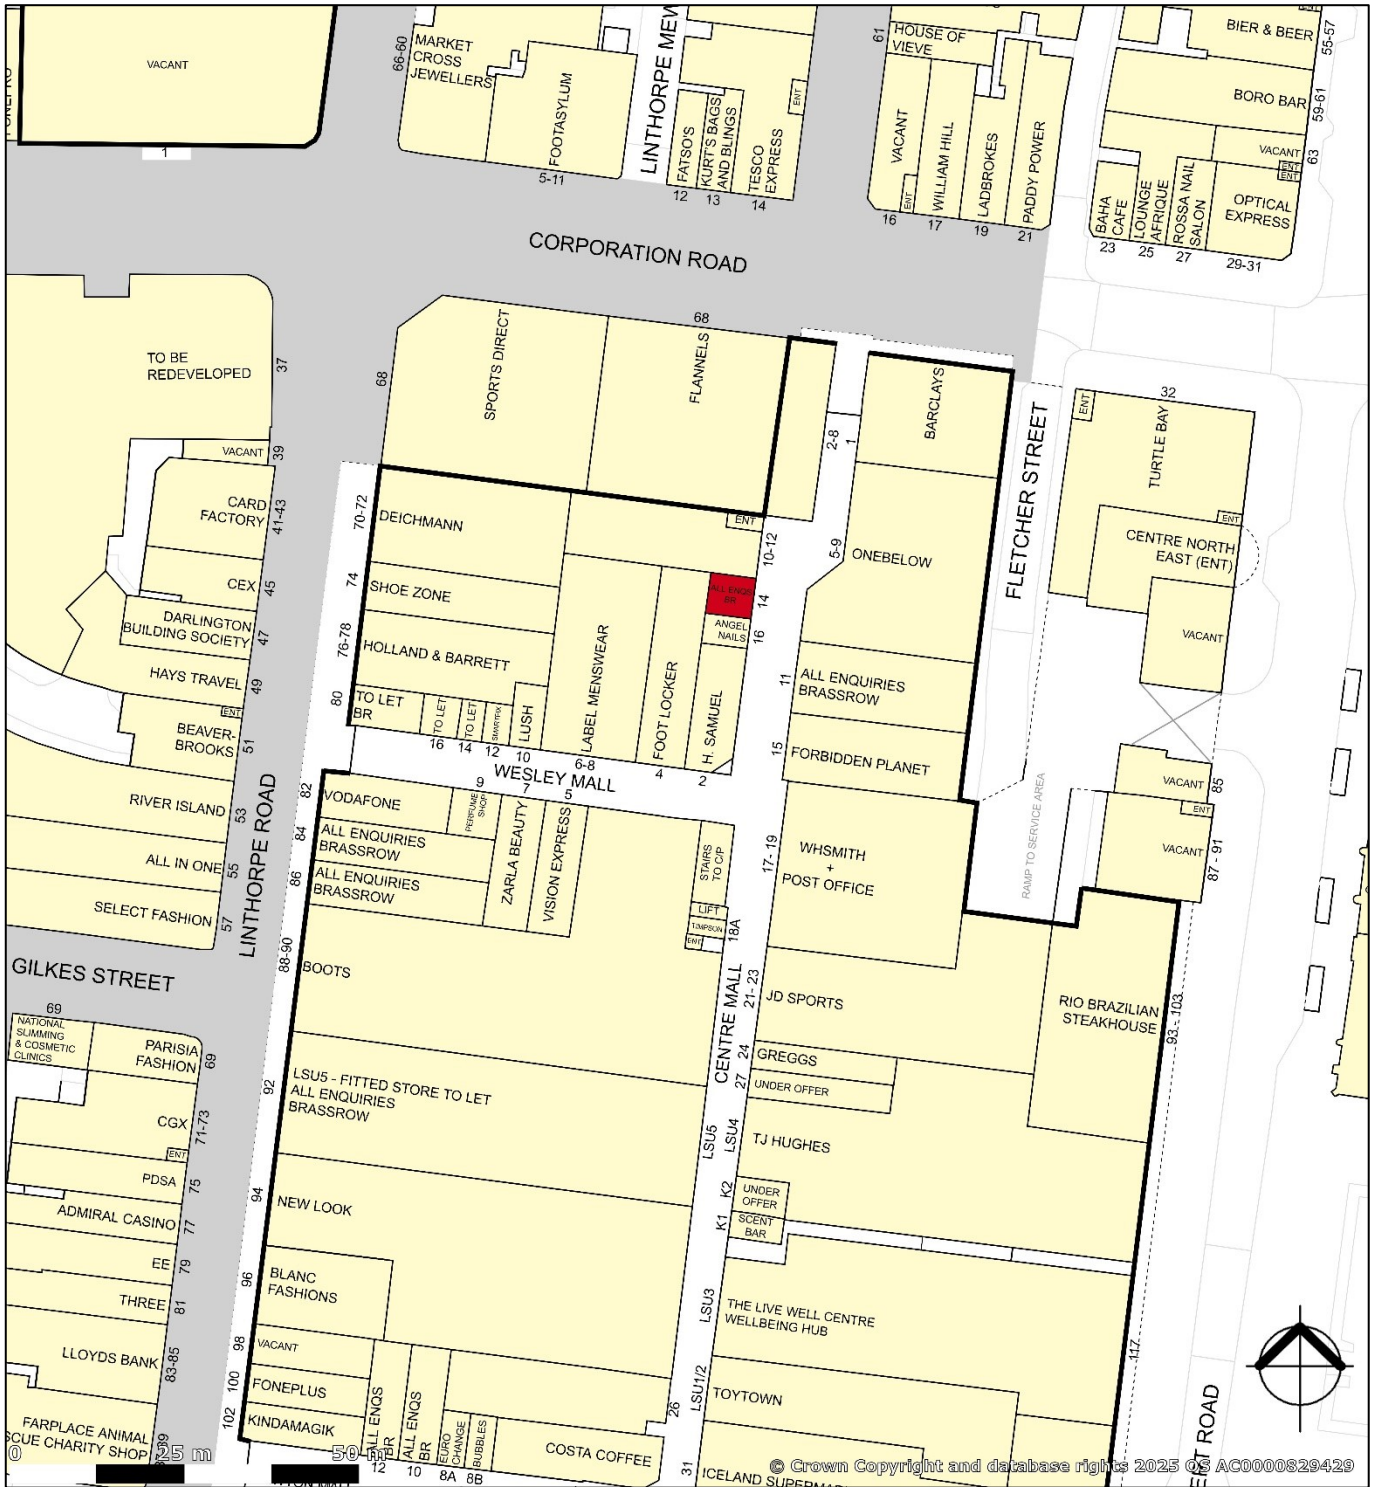 VACANT
1
66-60
MARKET
CROSS
JEWELLERS
FOOTASYLUM
5-11
LINTHORPE MEW
FATSO'S
12
KURT'S BAGS
AND BLINGS
13
TESCO
EXPRESS
14
ENT
61
HOUSE OF
VIEVE
VACANT
ENT
16
WILLIAM HILL
17
LADBROKES
19
PADDY POWER
21
BIER & BEER
55-57
BORO BAR
59-61
VACANT
63
ENT
ENT
BAHA
CAFE
23
LOUNGE
AFRIQUE
25
ROSSA NAIL
SALON
27
OPTICAL
EXPRESS
29-31
CORPORATION ROAD
TO BE
REDEVELOPED
37
VACANT
39
CARD
FACTORY
41-43
CEX
45
DARLINGTON
BUILDING SOCIETY
47
HAYS TRAVEL
49
ENT
BEAVER-
BROOKS
51
RIVER ISLAND
53
ALL IN ONE
55
SELECT FASHION
57
LINTHORPE ROAD
68
SPORTS DIRECT
68
FLANNELS
2-8
1
BARCLAYS
FLETCHER STREET
32
ENT
TURTLE BAY
ENT
CENTRE NORTH
EAST (ENT)
VACANT
70-72
DEICHMANN
ENT
10-12
5-9
ONEBELOW
74
SHOE ZONE
ALL ENQS
BR
14
ANGEL
NAILS
16
76-78
HOLLAND & BARRETT
LABEL MENSWEAR
6-8
FOOT LOCKER
4
H. SAMUEL
2
11
ALL ENQUIRIES
BRASSROW
80
TO LET
BR
TO LET
16
TO LET
14
SMARTFIX
12
LUSH
10
15
FORBIDDEN PLANET
WESLEY MALL
VACANT
85
ENT
VACANT
87 - 91
RAMP TO SERVICE AREA
82
VODAFONE
9
PERFUME
SHOP
7
ZARLA BEAUTY
5
VISION EXPRESS
84
ALL ENQUIRIES
BRASSROW
86
ALL ENQUIRIES
BRASSROW
STAIRS
TO C/P
LIFT
TIMPSON
ENT
18A
17- 19
WHSMITH
+
POST OFFICE
88-90
BOOTS
CENTRE MALL
21- 23
JD SPORTS
RIO BRAZILIAN
STEAKHOUSE
93 - 103
GILKES STREET
69
NATIONAL
SLIMMING
& COSMETIC
CLINICS
PARISIA
FASHION
69
CGX
71-73
ENT
PDSA
75
ADMIRAL CASINO
77
EE
79
THREE
81
LLOYDS BANK
83-85
FARPLACE ANIMAL
SCUE CHARITY SHOP
92
LSU5 - FITTED STORE TO LET
ALL ENQUIRIES
BRASSROW
24
GREGGS
27
UNDER OFFER
LSU5
LSU4
TJ HUGHES
94
NEW LOOK
K2
UNDER
OFFER
K1
SCENT
BAR
96
BLANC
FASHIONS
LSU3
THE LIVE WELL CENTRE
WELLBEING HUB
117
98
VACANT
100
FONEPLUS
102
KINDAMAGIK
ALL ENQS
BR
12
ALL ENQS
BR
10
EURO
CHANGE
8A
BUBBLES
8B
COSTA COFFEE
26
LSU1/2
TOYTOWN
31
0
25 m
50 m
© Crown Copyright and database rights 2025 OS AC0000829429